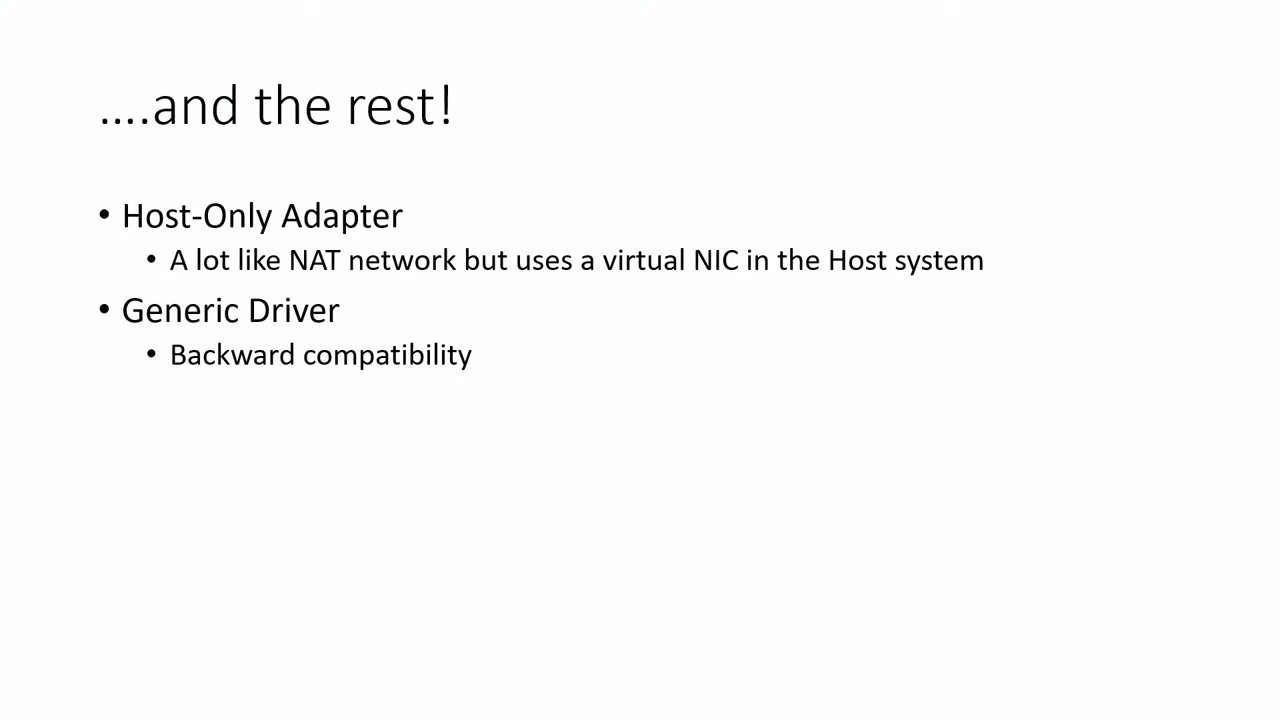 ....and the rest!
• Host-Only Adapter
• A lot like NAT network but uses a virtual NIC in the Host system
• Generic Driver
• Backward compatibility